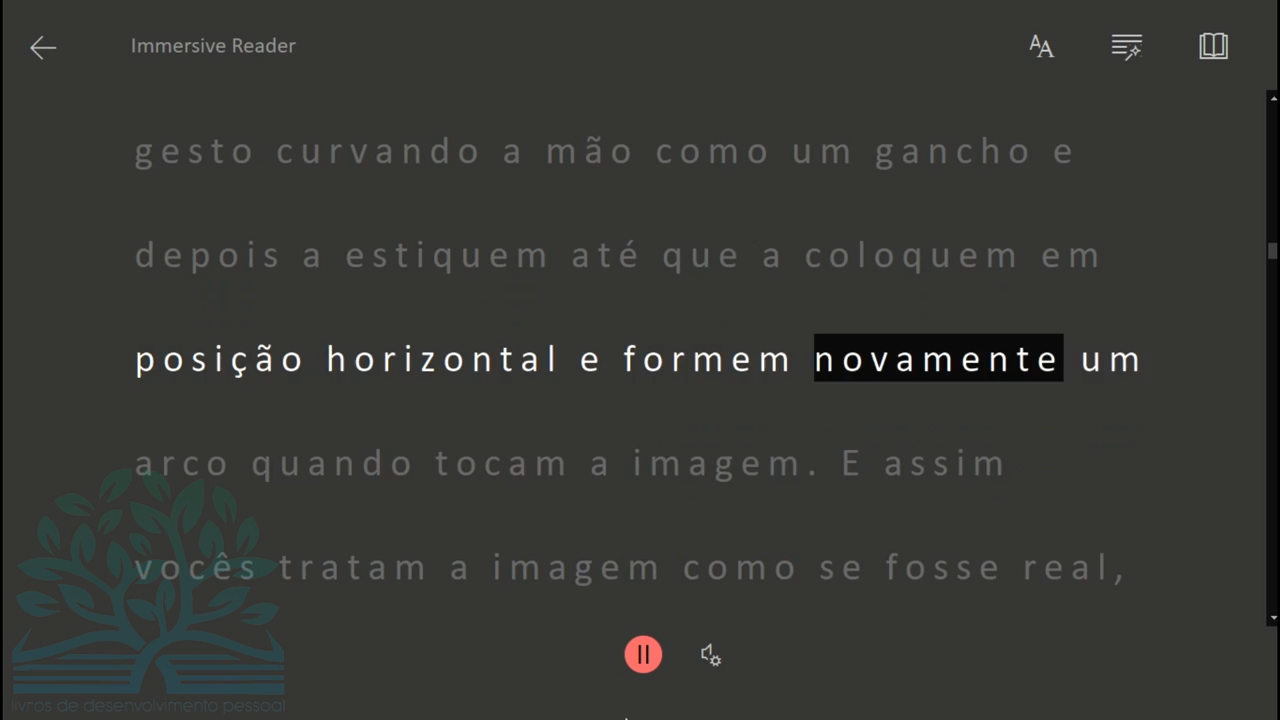 Immersive Reader
gesto curvando a mão como um gancho e
depois a estiquem até que a coloquem em
posição horizontal e formem novamente um
arco quando tocam a imagem. E assim
vocês tratam a imagem como se fosse real,
livros de desenvolvimento pessoal